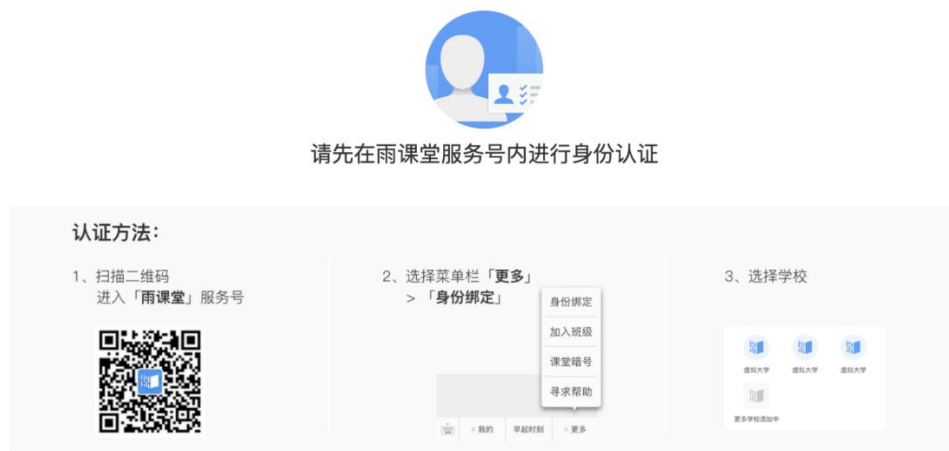 请先在雨课堂服务号内进行身份认证
认证方法：
1、扫描二维码
进入「雨课堂」服务号
2、选择菜单栏「更多」
>「身份绑定」
身份绑定
加入班级
课堂暗号
寻求帮助
我的
早起时刻
更多
3、选择学校
虚拟大学
虚拟大学
虚拟大学
更多学校添加中